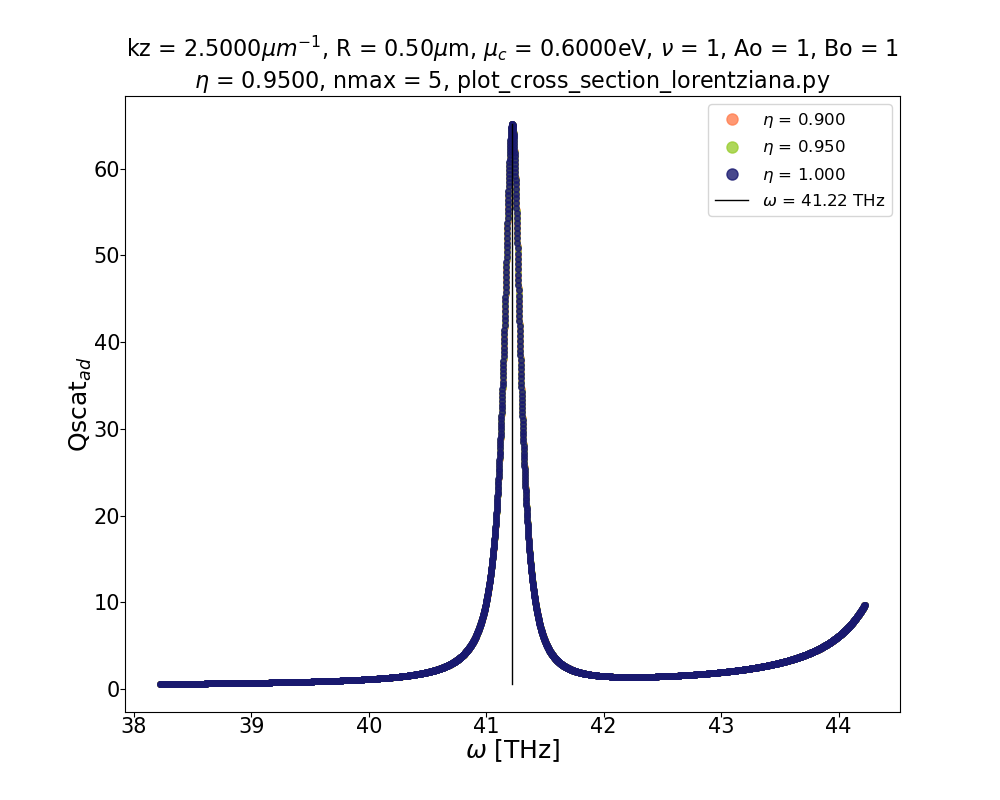 kz = 2.5000μm⁻¹, R = 0.50μm, μ_c = 0.6000eV, ν = 1, Ao = 1, Bo = 1
η = 0.9500, nmax = 5, plot_cross_section_lorentziana.py
η = 0.900
η = 0.950
η = 1.000
ω = 41.22 THz
60
50
40
30
20
10
0
Qscat_ad
38 39 40 41 42 43 44
ω [THz]